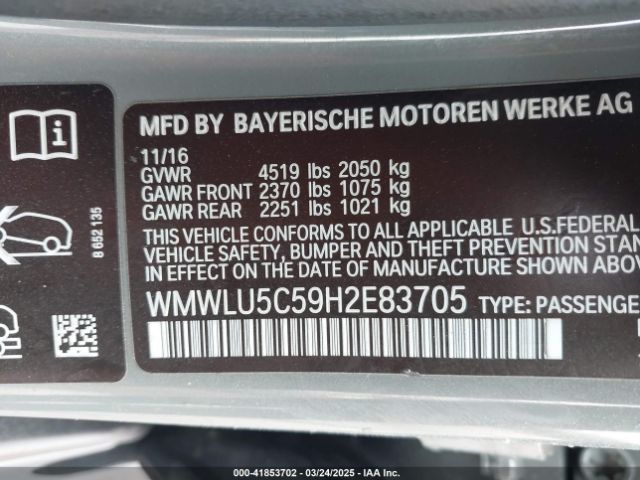 MFD BY BAYERISCHE MOTOREN WERKE AG
11/16
GVWR 4519 lbs 2050 kg
GAWR FRONT 2370 lbs 1075 kg
GAWR REAR 2251 lbs 1021 kg
THIS VEHICLE CONFORMS TO ALL APPLICABLE U.S.FEDERAL
VEHICLE SAFETY, BUMPER AND THEFT PREVENTION STAN
IN EFFECT ON THE DATE OF MANUFACTURE SHOWN ABOV
WMWLU5C59H2E83705 TYPE: PASSENGE
8 652 135
000-41853702 - 03/24/2025 - IAA Inc.